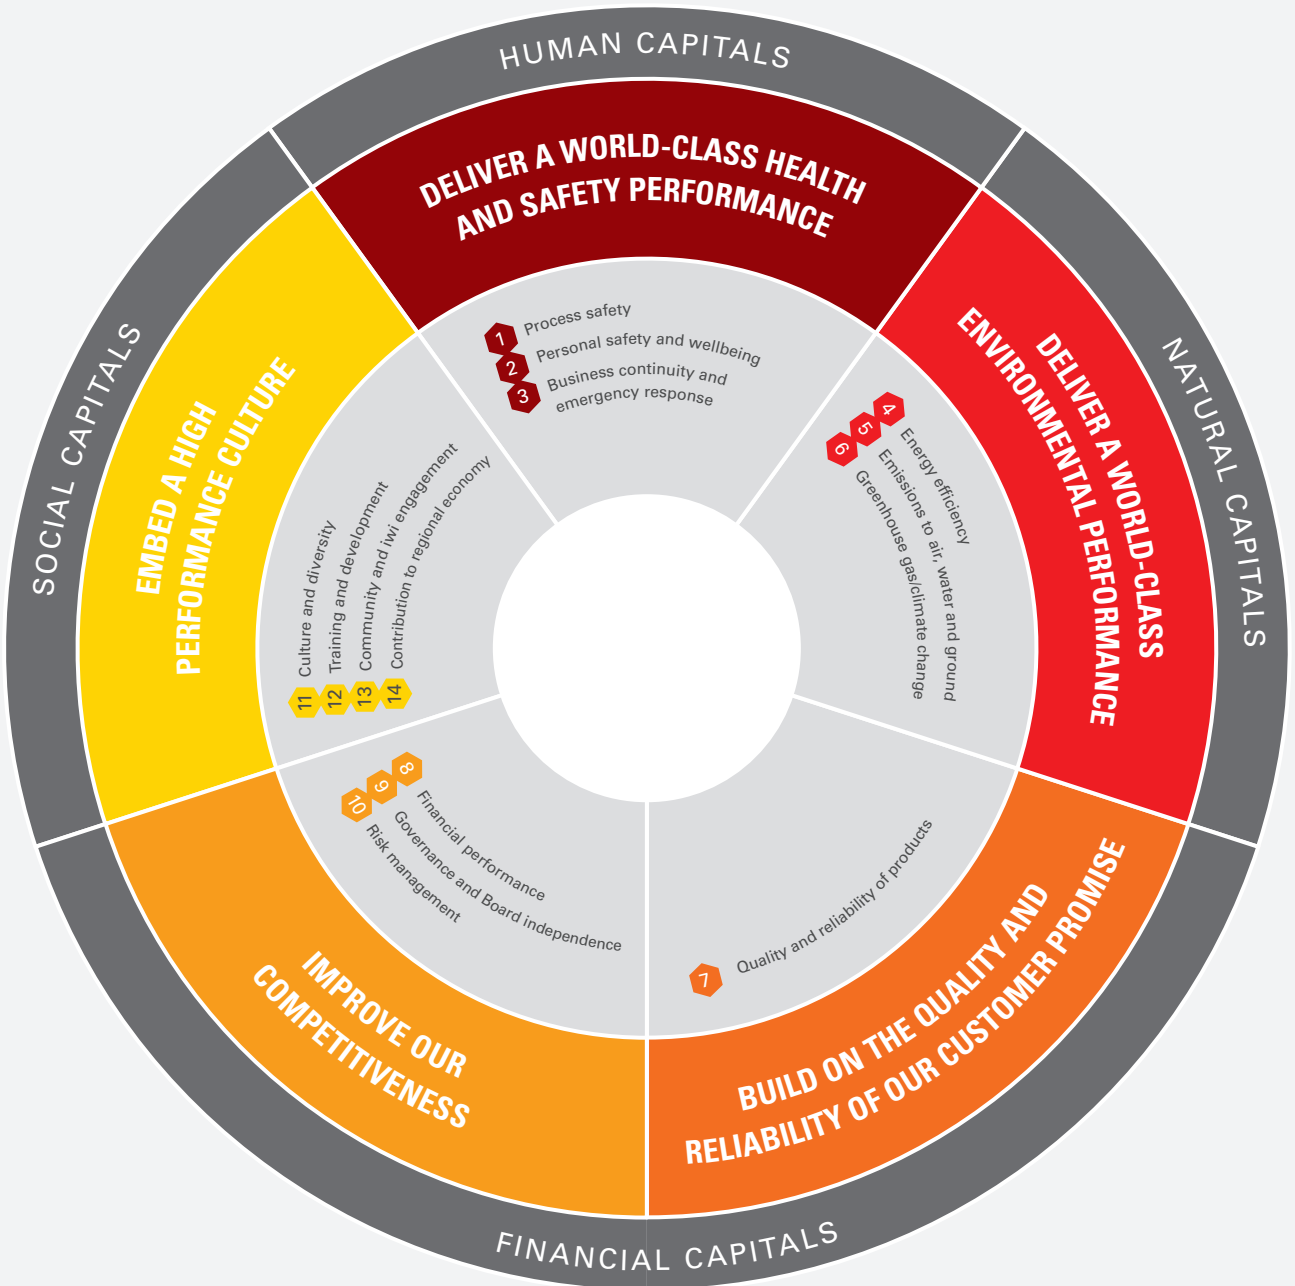 HUMAN CAPITALS
DELIVER A WORLD-CLASS HEALTH
AND SAFETY PERFORMANCE
1 Process safety
2 Personal safety and wellbeing
3 Business continuity and
emergency response
NATURAL CAPITALS
DELIVER A WORLD-CLASS
ENVIRONMENTAL PERFORMANCE
4 Energy efficiency
5 Emissions to air, water and ground
6 Greenhouse gas/climate change
FINANCIAL CAPITALS
BUILD ON THE QUALITY AND
RELIABILITY OF OUR CUSTOMER PROMISE
7 Quality and reliability of products
IMPROVE OUR
COMPETITIVENESS
8 Financial performance
9 Governance and Board independence
10 Risk management
SOCIAL CAPITALS
EMBED A HIGH
PERFORMANCE CULTURE
11 Culture and diversity
12 Training and development
13 Community and iwi engagement
14 Contribution to regional economy